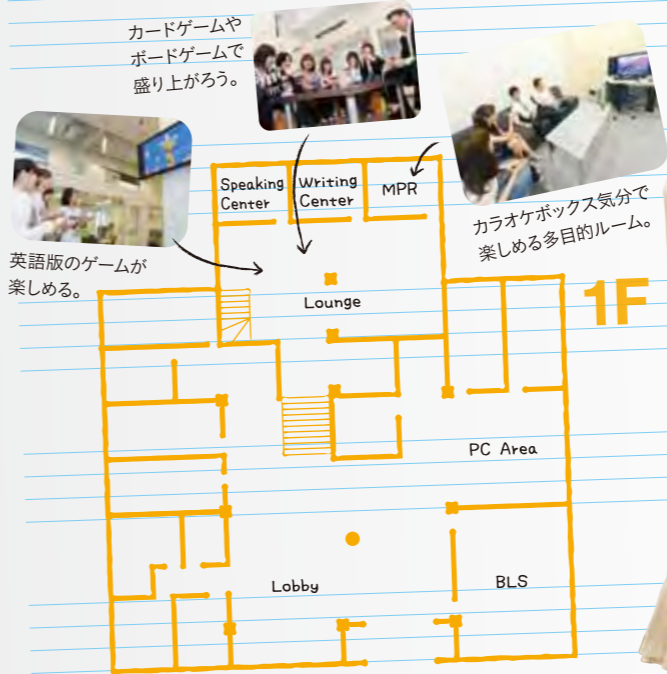 カードゲームや
ボードゲームで
盛り上がろう。
英語版のゲームが
楽しめる。
カラオケボックス気分で
楽しめる多目的ルーム。
1F
Speaking
Center
Writing
Center
MPR
Lounge
PC Area
Lobby
BLS